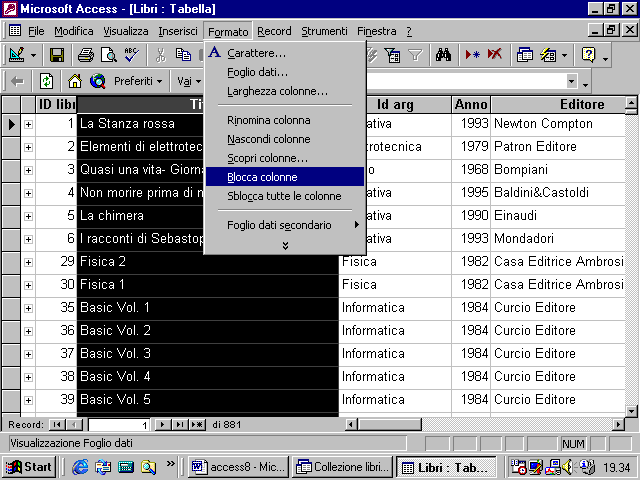 Microsoft Access - [Libri : Tabella]
File Modifica Visualizza Inserisci Formato Record Strumenti Finestra ?
Preferiti Vai
Carattere...
Foglio dati...
Larghezza colonne...
Rinomina colonna
Nascondi colonne
Scopri colonne...
Blocca colonne
Sblocca tutte le colonne
Foglio dati secondario
ID libr Tit Id arg Anno Editore
1 La Stanza rossa ativa 1993 Newton Compton
2 Elementi di elettrotec trotecnica 1979 Patron Editore
3 Quasi una vita- Giorna o 1968 Bompiani
4 Non morire prima di m ativa 1995 Baldini&Castoldi
5 La chimera ativa 1990 Einaudi
6 I racconti di Sebastop ativa 1993 Mondadori
29 Fisica 2 Fisica 1982 Casa Editrice Ambrosi
30 Fisica 1 Fisica 1982 Casa Editrice Ambrosi
35 Basic Vol. 1 Informatica 1984 Curcio Editore
36 Basic Vol. 2 Informatica 1984 Curcio Editore
37 Basic Vol. 3 Informatica 1984 Curcio Editore
38 Basic Vol. 4 Informatica 1984 Curcio Editore
39 Basic Vol. 5 Informatica 1984 Curcio Editore
Record: 1 di 881
Visualizzazione Foglio dati NUM
Start access8 - Mic... Collezione libri... Libri : Tab... 19.34